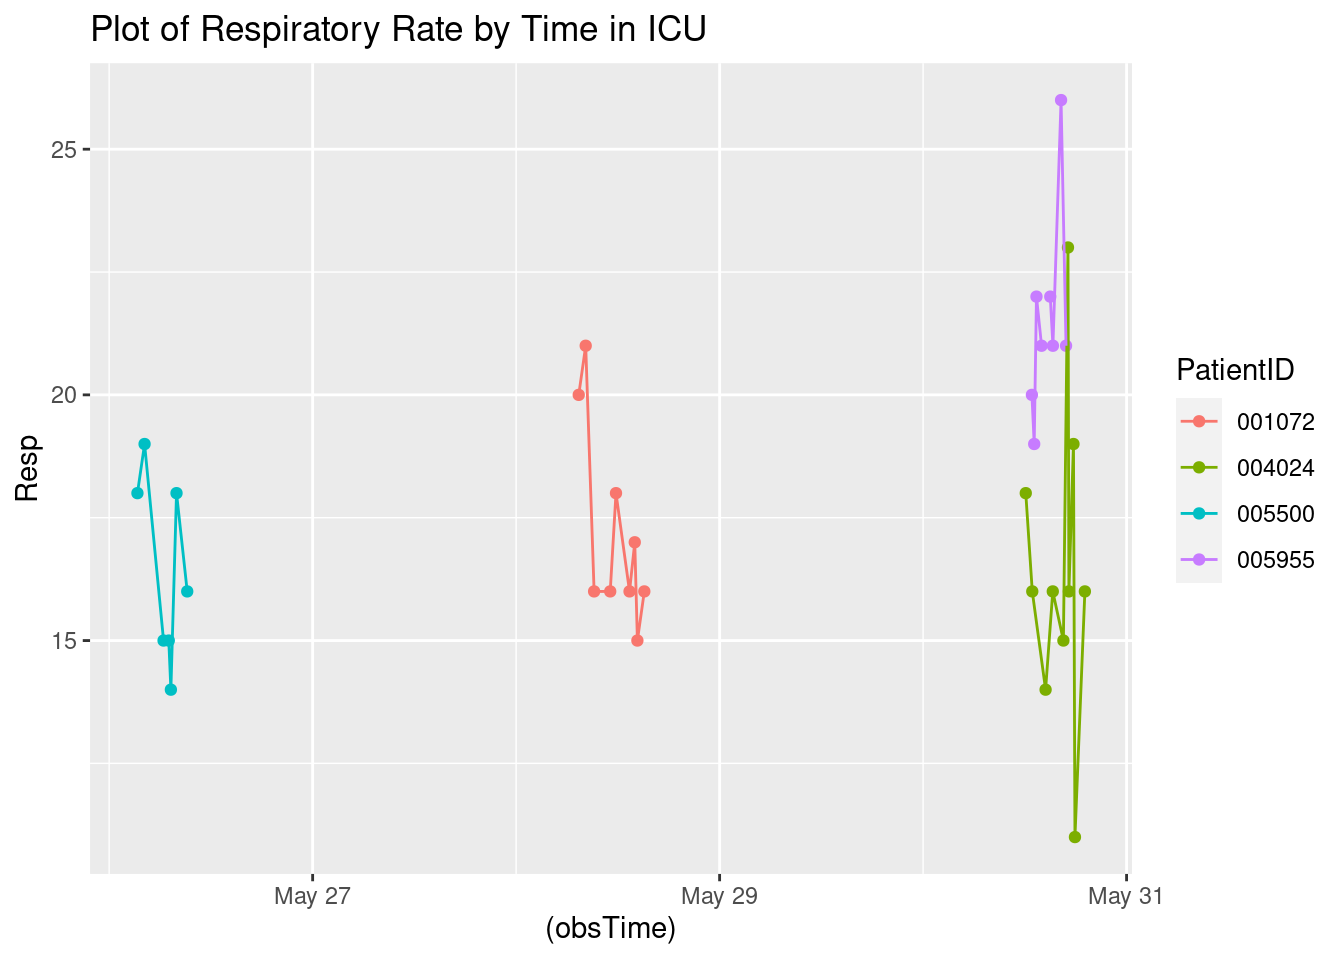 Plot of Respiratory Rate by Time in ICU
25
20
15
Resp
May 27
May 29
May 31
(obsTime)
PatientID
001072
004024
005500
005955